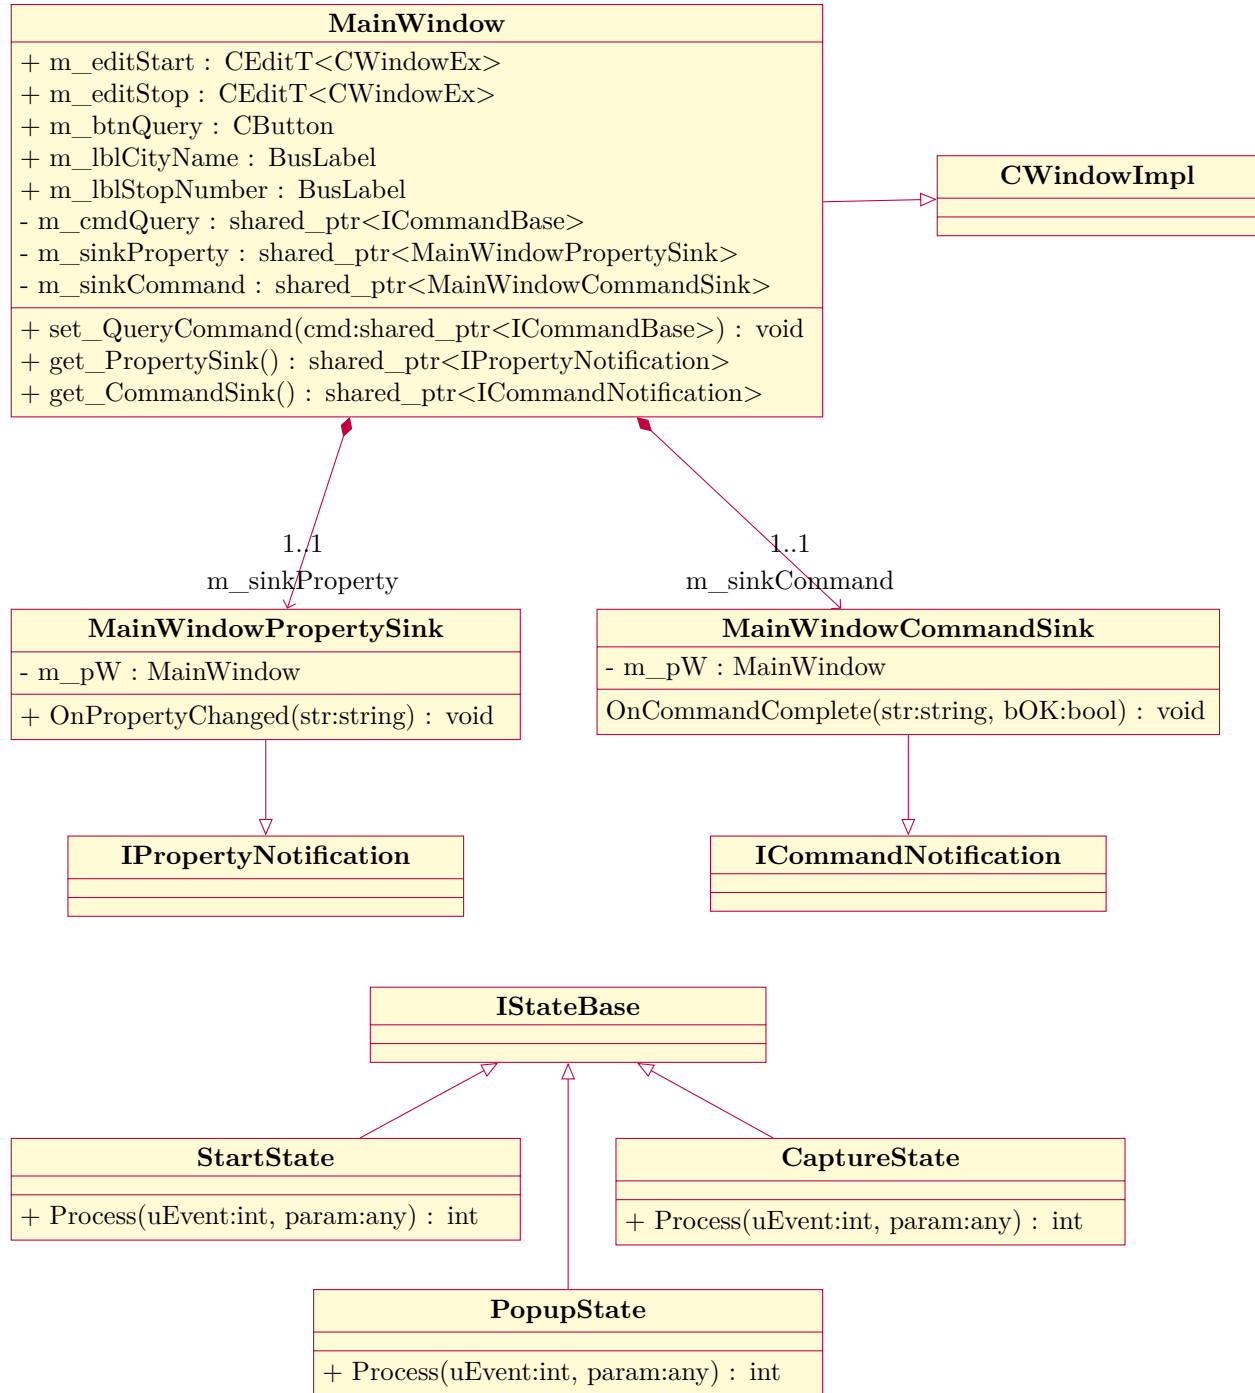 MainWindow
+ m_editStart : CEditT<CWindowEx>
+ m_editStop : CEditT<CWindowEx>
+ m_btnQuery : CButton
+ m_lblCityName : BusLabel
+ m_lblStopNumber : BusLabel
- m_cmdQuery : shared_ptr<ICommandBase>
- m_sinkProperty : shared_ptr<MainWindowPropertySink>
- m_sinkCommand : shared_ptr<MainWindowCommandSink>
+ set_QueryCommand(cmd:shared_ptr<ICommandBase>) : void
+ get_PropertySink() : shared_ptr<IPropertyNotification>
+ get_CommandSink() : shared_ptr<ICommandNotification>
CWindowImpl
1..1
m_sinkProperty
1..1
m_sinkCommand
MainWindowPropertySink
- m_pW : MainWindow
+ OnPropertyChanged(str:string) : void
MainWindowCommandSink
- m_pW : MainWindow
OnCommandComplete(str:string, bOK:bool) : void
IPropertyNotification
ICommandNotification
IStateBase
StartState
+ Process(uEvent:int, param:any) : int
CaptureState
+ Process(uEvent:int, param:any) : int
PopupState
+ Process(uEvent:int, param:any) : int